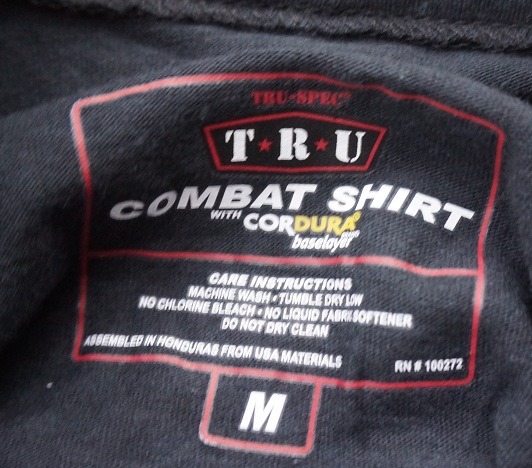 TRU-SPEC®
T★R★U
COMBAT SHIRT
WITH CORDURA®
baselayer
CARE INSTRUCTIONS
MACHINE WASH • TUMBLE DRY LOW
NO CHLORINE BLEACH • NO LIQUID FABRIC SOFTENER
DO NOT DRY CLEAN
ASSEMBLED IN HONDURAS FROM USA MATERIALS
RN # 100272
M